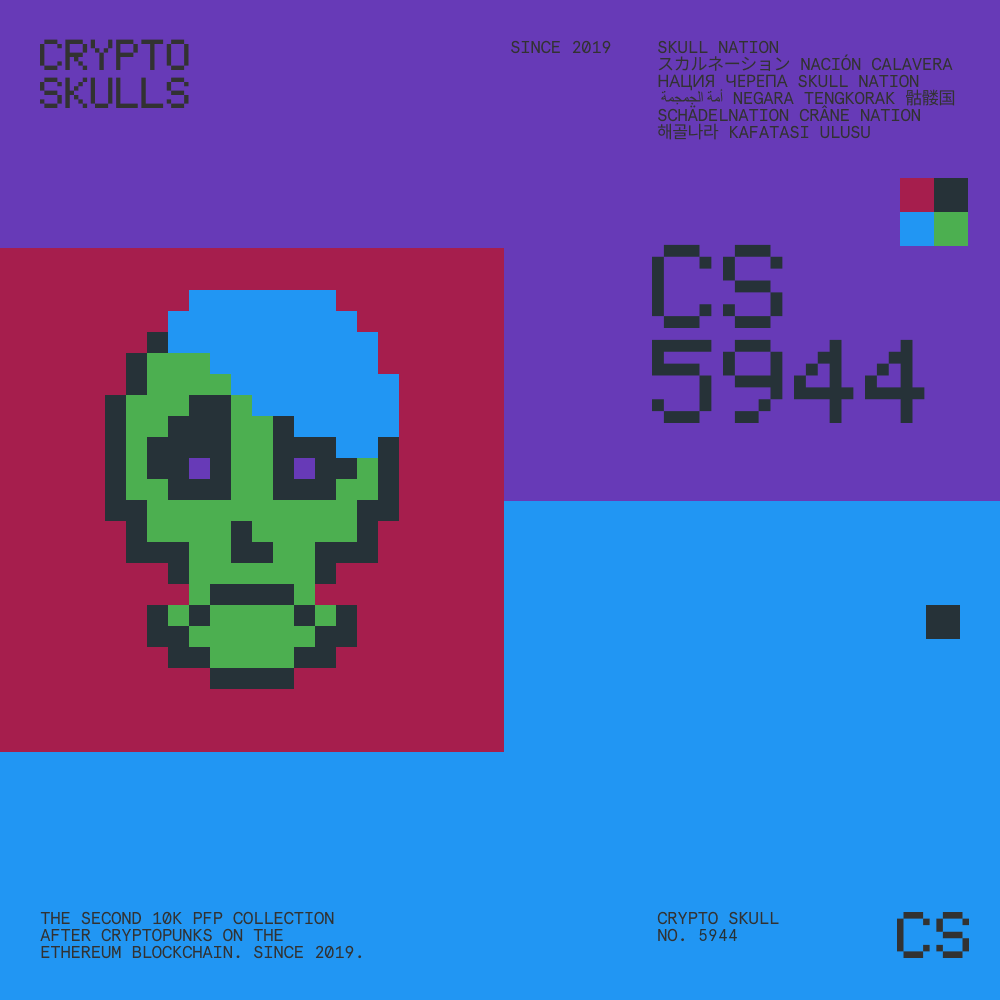 CRYPTO
SKULLS
SINCE 2019
SKULL NATION
スカルネーション NACIÓN CALAVERA
НАЦИЯ ЧЕРЕПА SKULL NATION
أمة الجمجمة NEGARA TENGKORAK 骷髅国
SCHÄDELNATION CRÂNE NATION
해골나라 KAFATASI ULUSU
CS
5944
THE SECOND 10K PFP COLLECTION
AFTER CRYPTOPUNKS ON THE
ETHEREUM BLOCKCHAIN. SINCE 2019.
CRYPTO SKULL
NO. 5944
CS